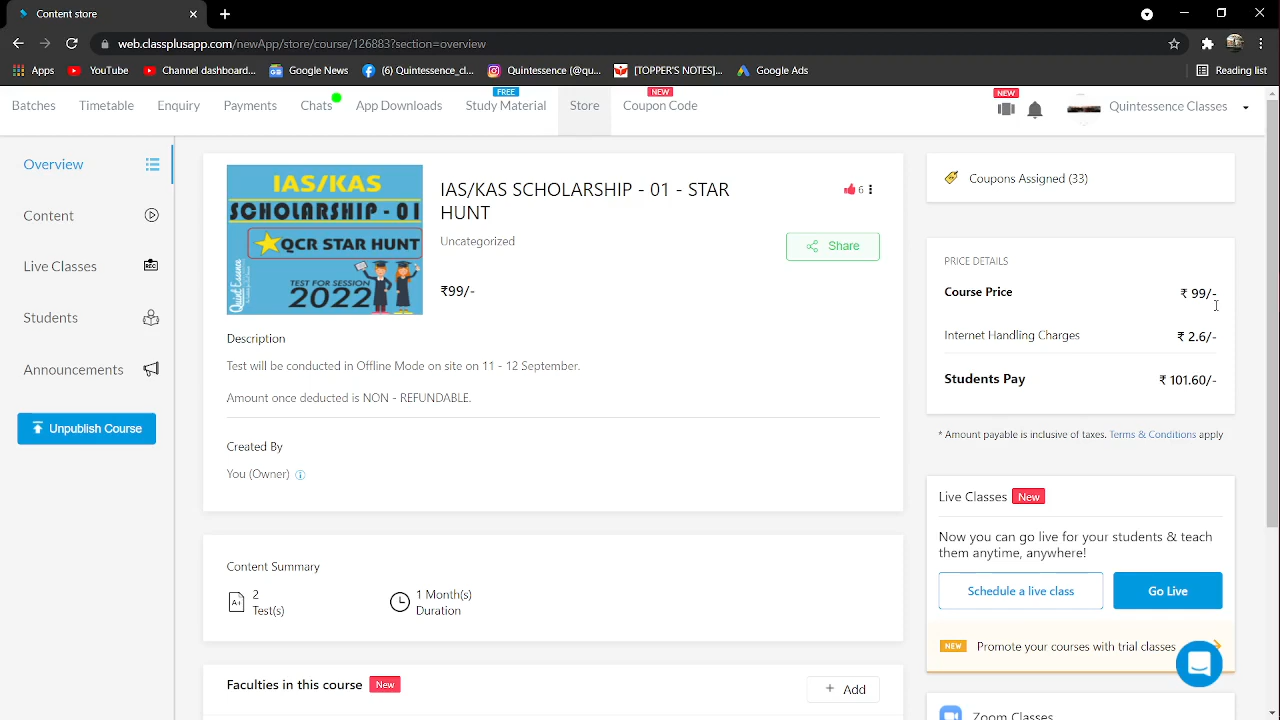 Content store
web.classplusapp.com/newApp/store/course/126883?section=overview
Apps YouTube Channel dashboard... Google News (6) Quintessence_cl... Quintessence (@qu... [TOPPER'S NOTES]... Google Ads Reading list
FREE NEW NEW
Batches Timetable Enquiry Payments Chats App Downloads Study Material Store Coupon Code Quintessence Classes
Overview
Content
Live Classes
REC
Students
Announcements
Unpublish Course
IAS/KAS
SCHOLARSHIP - 01
QCR STAR HUNT
TEST FOR SESSION
2022
Quint Essence
IAS/KAS SCHOLARSHIP - 01 - STAR
HUNT
6
Uncategorized
Share
₹99/-
Description
Test will be conducted in Offline Mode on site on 11 - 12 September.
Amount once deducted is NON - REFUNDABLE.
Created By
You (Owner)
Content Summary
A+
2
Test(s)
1 Month(s)
Duration
Faculties in this course New
+ Add
Coupons Assigned (33)
PRICE DETAILS
Course Price ₹ 99/-
Internet Handling Charges ₹ 2.6/-
Students Pay ₹ 101.60/-
* Amount payable is inclusive of taxes. Terms & Conditions apply
Live Classes New
Now you can go live for your students & teach
them anytime, anywhere!
Schedule a live class Go Live
NEW Promote your courses with trial classes
Zoom Classes